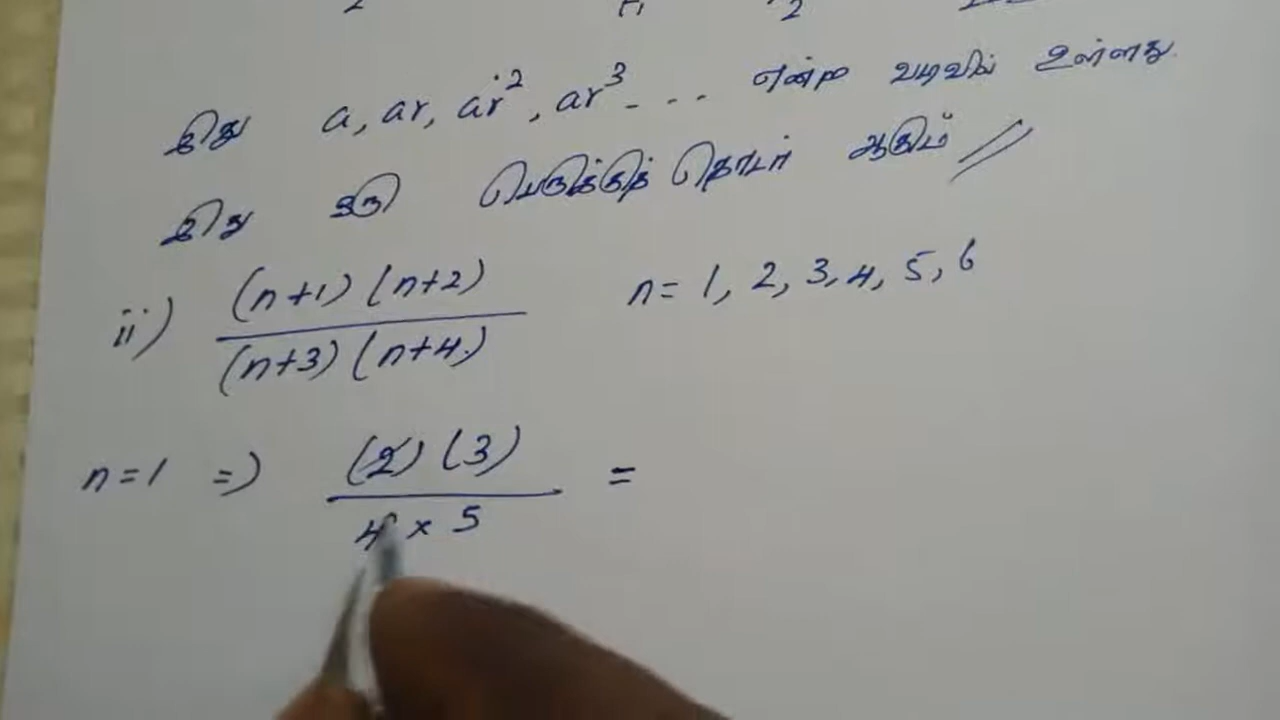 இது a, ar, ar², ar³ - - - என்ற வடிவில் உள்ளது
இது ஒரு பெருக்குத் தொடர் ஆகும் //
ii) (n+1) (n+2) / (n+3) (n+4) n = 1, 2, 3, 4, 5, 6
n=1 => (2) (3) / 4 x 5 =